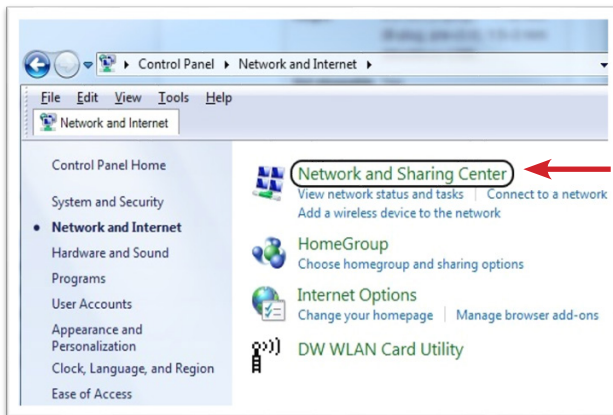 Control Panel ▸ Network and Internet ▸
File Edit View Tools Help
Network and Internet
Control Panel Home
System and Security
Network and Internet
Hardware and Sound
Programs
User Accounts
Appearance and
Personalization
Clock, Language, and Region
Ease of Access
Network and Sharing Center
View network status and tasks | Connect to a network
Add a wireless device to the network
HomeGroup
Choose homegroup and sharing options
Internet Options
Change your homepage | Manage browser add-ons
DW WLAN Card Utility